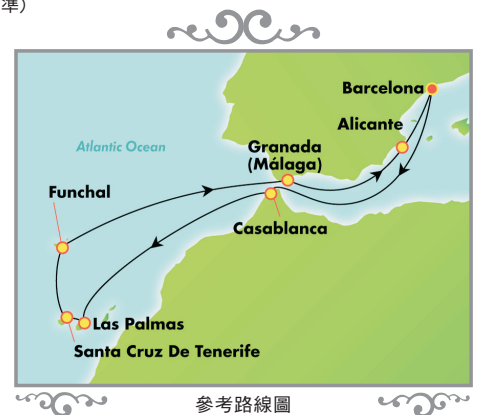 準)
Barcelona
Alicante
Atlantic Ocean
Granada
(Málaga)
Funchal
Casablanca
Las Palmas
Santa Cruz De Tenerife
參考路線圖